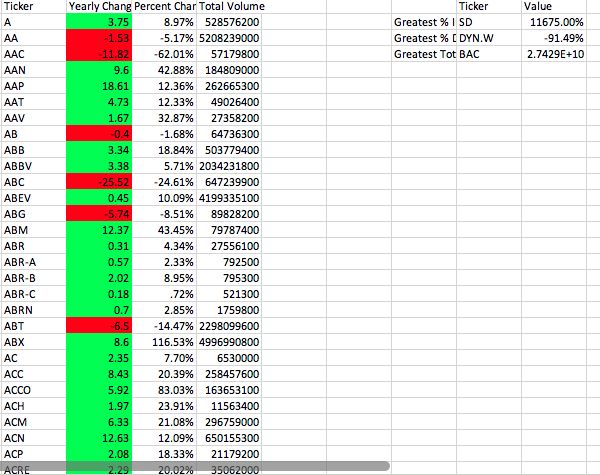 Ticker Yearly Chang Percent Char Total Volume Ticker Value
A 3.75 8.97% 528576200 Greatest % I SD 11675.00%
AA -1.53 -5.17% 5208239000 Greatest % D DYN.W -91.49%
AAC -11.82 -62.01% 57179800 Greatest Tot BAC 2.7429E+10
AAN 9.6 42.88% 184809000
AAP 18.61 12.36% 262665300
AAT 4.73 12.33% 49026400
AAV 1.67 32.87% 27358200
AB -0.4 -1.68% 64736300
ABB 3.34 18.84% 503779400
ABBV 3.38 5.71% 2034231800
ABC -25.52 -24.61% 647239900
ABEV 0.45 10.09% 4199335100
ABG -5.74 -8.51% 89828200
ABM 12.37 43.45% 79787400
ABR 0.31 4.34% 27556100
ABR-A 0.57 2.33% 792500
ABR-B 2.02 8.95% 795300
ABR-C 0.18 .72% 521300
ABRN 0.7 2.85% 1759800
ABT -6.5 -14.47% 2298099600
ABX 8.6 116.53% 4996990800
AC 2.35 7.70% 6530000
ACC 8.43 20.39% 258457600
ACCO 5.92 83.03% 163653100
ACH 1.97 23.91% 11563400
ACM 6.33 21.08% 296759000
ACN 12.63 12.09% 650155300
ACP 2.08 18.33% 21179200
ACRE 2.29 20.02% 35062000